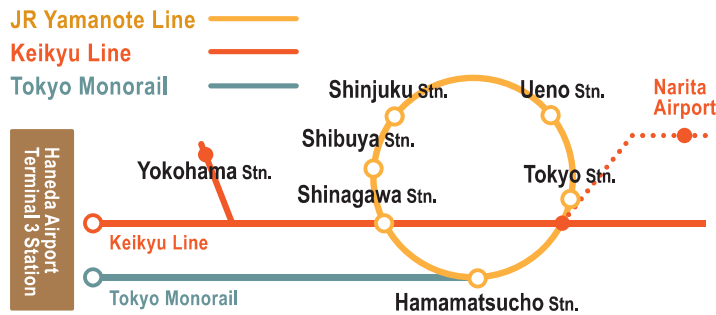 JR Yamanote Line
Keikyu Line
Tokyo Monorail
Shinjuku Stn.
Ueno Stn.
Narita
Airport
Shibuya Stn.
Haneda Airport
Terminal 3 Station
Yokohama Stn.
Tokyo Stn.
Shinagawa Stn.
Keikyu Line
Tokyo Monorail
Hamamatsucho Stn.